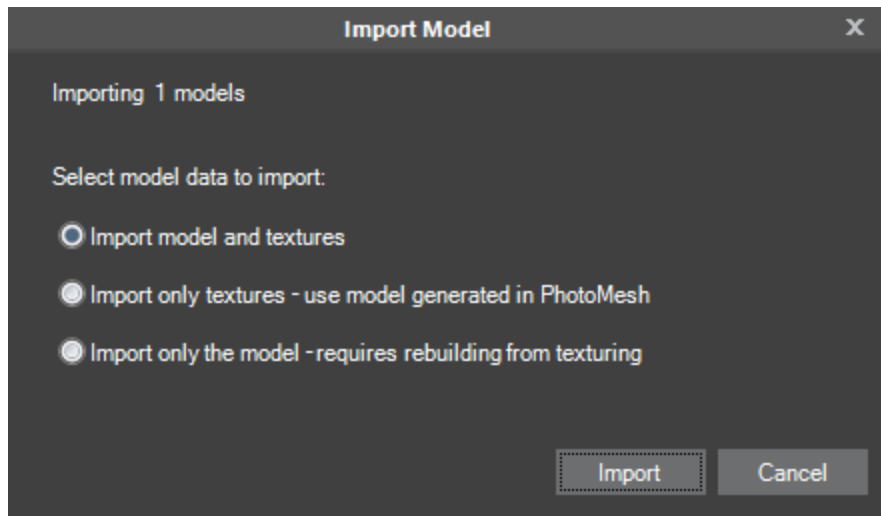 Import Model
X
Importing 1 models
Select model data to import:
Import model and textures
Import only textures - use model generated in PhotoMesh
Import only the model - requires rebuilding from texturing
Import
Cancel